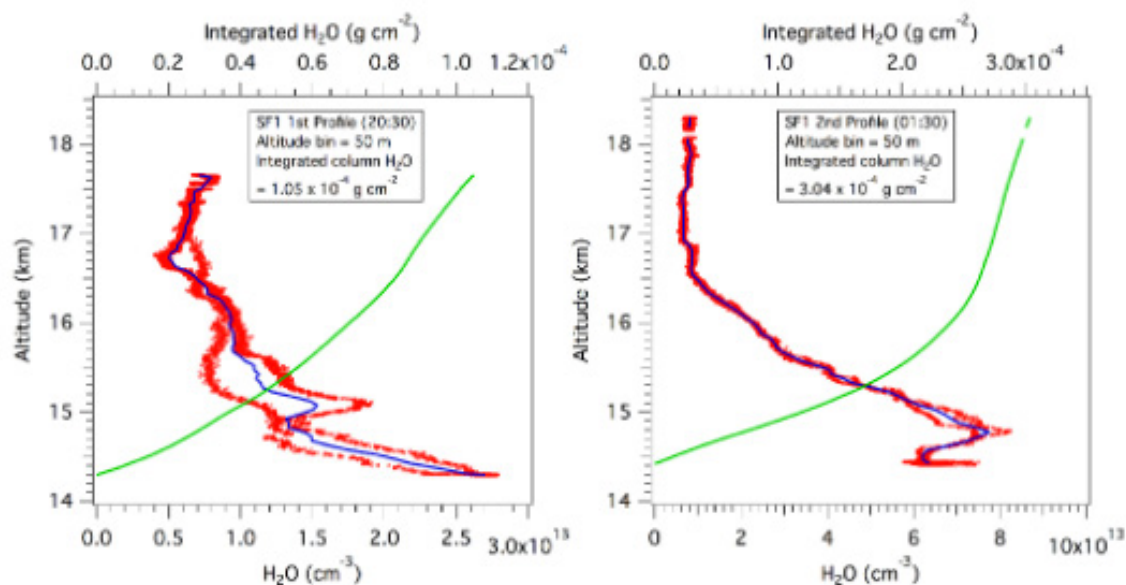 Integrated H₂O (g cm⁻²)
0.0 0.2 0.4 0.6 0.8 1.0 1.2x10⁻⁴
SF1 1st Profile (20:30)
Altitude bin = 50 m
Integrated column H₂O
= 1.05 x 10⁻⁴ g cm⁻²
Altitude (km)
18
17
16
15
14
0.0 0.5 1.0 1.5 2.0 2.5 3.0x10¹³
H₂O (cm⁻³)
Integrated H₂O (g cm⁻²)
0.0 1.0 2.0 3.0x10⁻⁴
SF1 2nd Profile (01:30)
Altitude bin = 50 m
Integrated column H₂O
= 3.04 x 10⁻⁴ g cm⁻²
Altitude (km)
18
17
16
15
14
0 2 4 6 8 10x10¹³
H₂O (cm⁻³)